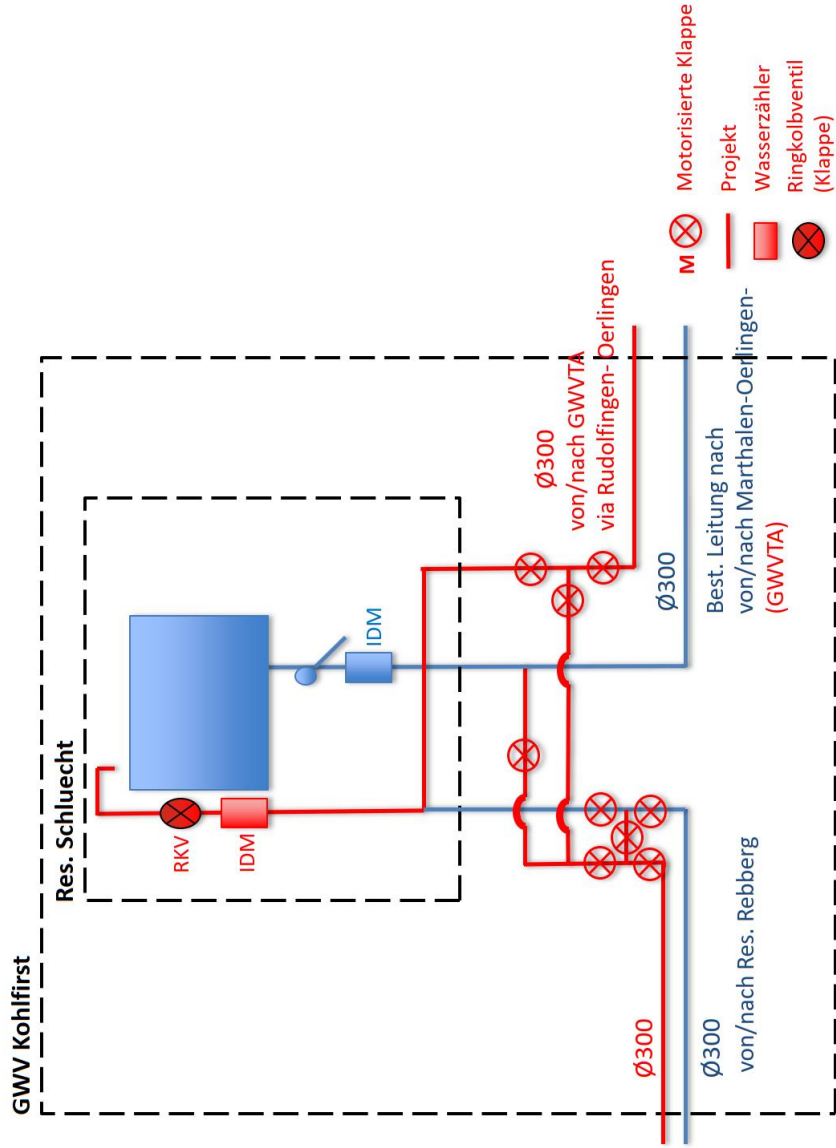 GWV Kohlfirst
Res. Schluecht
RKV
IDM
IDM
Ø300
von/nach GWVTA
via Rudolfingen- Oerlingen
Ø300
Best. Leitung nach
von/nach Marthalen-Oerlingen-
(GWVTA)
Ø300
Ø300
von/nach Res. Rebberg
M
Motorisierte Klappe
Projekt
Wasserzähler
Ringkolbventil
(Klappe)